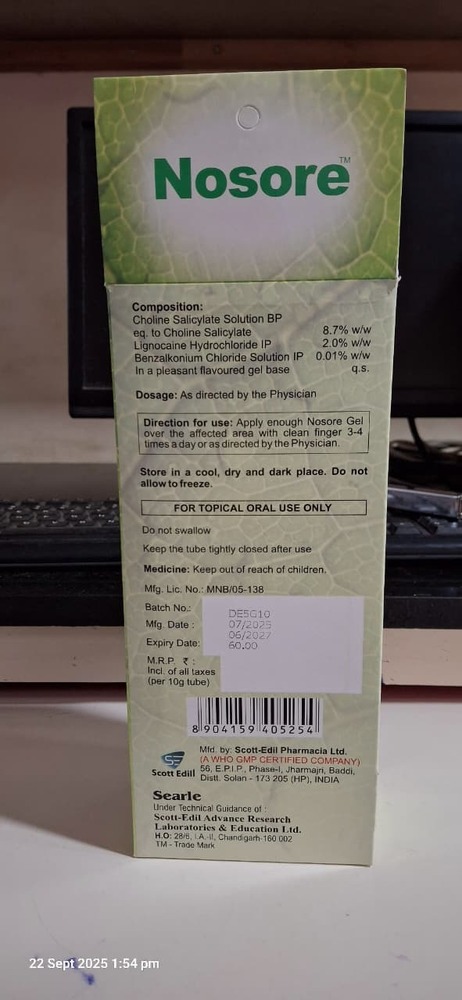 Nosore™
Composition:
Choline Salicylate Solution BP
eq. to Choline Salicylate 8.7% w/w
Lignocaine Hydrochloride IP 2.0% w/w
Benzalkonium Chloride Solution IP 0.01% w/w
In a pleasant flavoured gel base q.s.
Dosage: As directed by the Physician
Direction for use: Apply enough Nosore Gel
over the affected area with clean finger 3-4
times a day or as directed by the Physician.
Store in a cool, dry and dark place. Do not
allow to freeze.
FOR TOPICAL ORAL USE ONLY
Do not swallow
Keep the tube tightly closed after use
Medicine: Keep out of reach of children.
Mfg. Lic. No.: MNB/05-138
Batch No.: DE5G10
Mfg. Date : 07/2025
Expiry Date: 06/2027
M.R.P. ₹ : 60.00
Incl. of all taxes
(per 10g tube)
8 904159 405254
Mfd. by: Scott-Edil Pharmacia Ltd.
(A WHO GMP CERTIFIED COMPANY)
56, E.P.I.P., Phase-I, Jharmajri, Baddi,
Distt. Solan - 173 205 (HP), INDIA
SE
Scott Edil
Searle
Under Technical Guidance of :
Scott-Edil Advance Research
Laboratories & Education Ltd.
H.O: 28/6, I.A.-II, Chandigarh-160 002
TM - Trade Mark
22 Sept 2025 1:54 pm